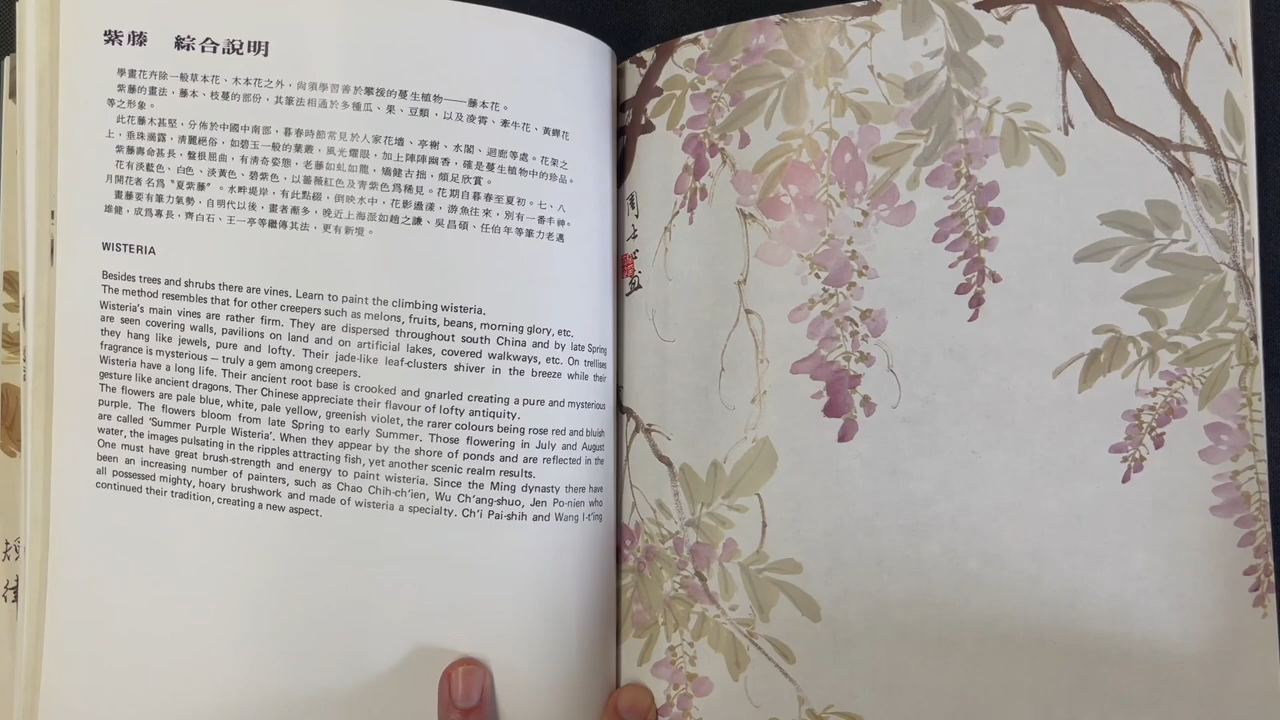 紫藤　綜合說明
學畫花卉除一般草本花、木本花之外，尙須學習善於攀援的蔓生植物——藤本花。
紫藤的畫法，藤本、枝蔓的部份，其筆法相通於多種瓜、果、豆類，以及凌霄、牽牛花、黃蟬花
等之形象。
此花藤木甚堅，分佈於中國中南部，暮春時節常見於人家花墻、亭榭、水閣、迴廊等處。花架之
上，垂珠滴露，淸麗絕俗，如碧玉一般的葉叢，風光耀眼，加上陣陣幽香，確是蔓生植物中的珍品。
紫藤壽命甚長，盤根屈曲，有淸奇姿態，老藤如虬如龍，矯健古拙，頗足欣賞。
花有淡藍色、白色、淡黃色、碧紫色，以薔薇紅色及靑紫色爲稀見。花期自暮春至夏初。七、八
月開花者名爲“夏紫藤”。水畔堤岸，有此點綴，倒映水中，花影盪漾，游魚往來，別有一番丰神。
畫藤要有筆力氣勢，自明代以後，畫者漸多，晚近上海派如趙之謙、吳昌碩、任伯年等筆力老邁
雄健，成爲專長，齊白石、王一亭等繼傳其法，更有新境。
WISTERIA
Besides trees and shrubs there are vines. Learn to paint the climbing wisteria.
The method resembles that for other creepers such as melons, fruits, beans, morning glory, etc.
Wisteria's main vines are rather firm. They are dispersed throughout south China and by late Spring
are seen covering walls, pavilions on land and on artificial lakes, covered walkways, etc. On trellises
they hang like jewels, pure and lofty. Their jade-like leaf-clusters shiver in the breeze while their
fragrance is mysterious – truly a gem among creepers.
Wisteria have a long life. Their ancient root base is crooked and gnarled creating a pure and mysterious
gesture like ancient dragons. Ther Chinese appreciate their flavour of lofty antiquity.
The flowers are pale blue, white, pale yellow, greenish violet, the rarer colours being rose red and bluish
purple. The flowers bloom from late Spring to early Summer. Those flowering in July and August
are called 'Summer Purple Wisteria'. When they appear by the shore of ponds and are reflected in the
water, the images pulsating in the ripples attracting fish, yet another scenic realm results.
One must have great brush-strength and energy to paint wisteria. Since the Ming dynasty there have
been an increasing number of painters, such as Chao Chih-ch'ien, Wu Ch'ang-shuo, Jen Po-nien who
all possessed mighty, hoary brushwork and made of wisteria a specialty. Ch'i Pai-shih and Wang I-t'ing
continued their tradition, creating a new aspect.